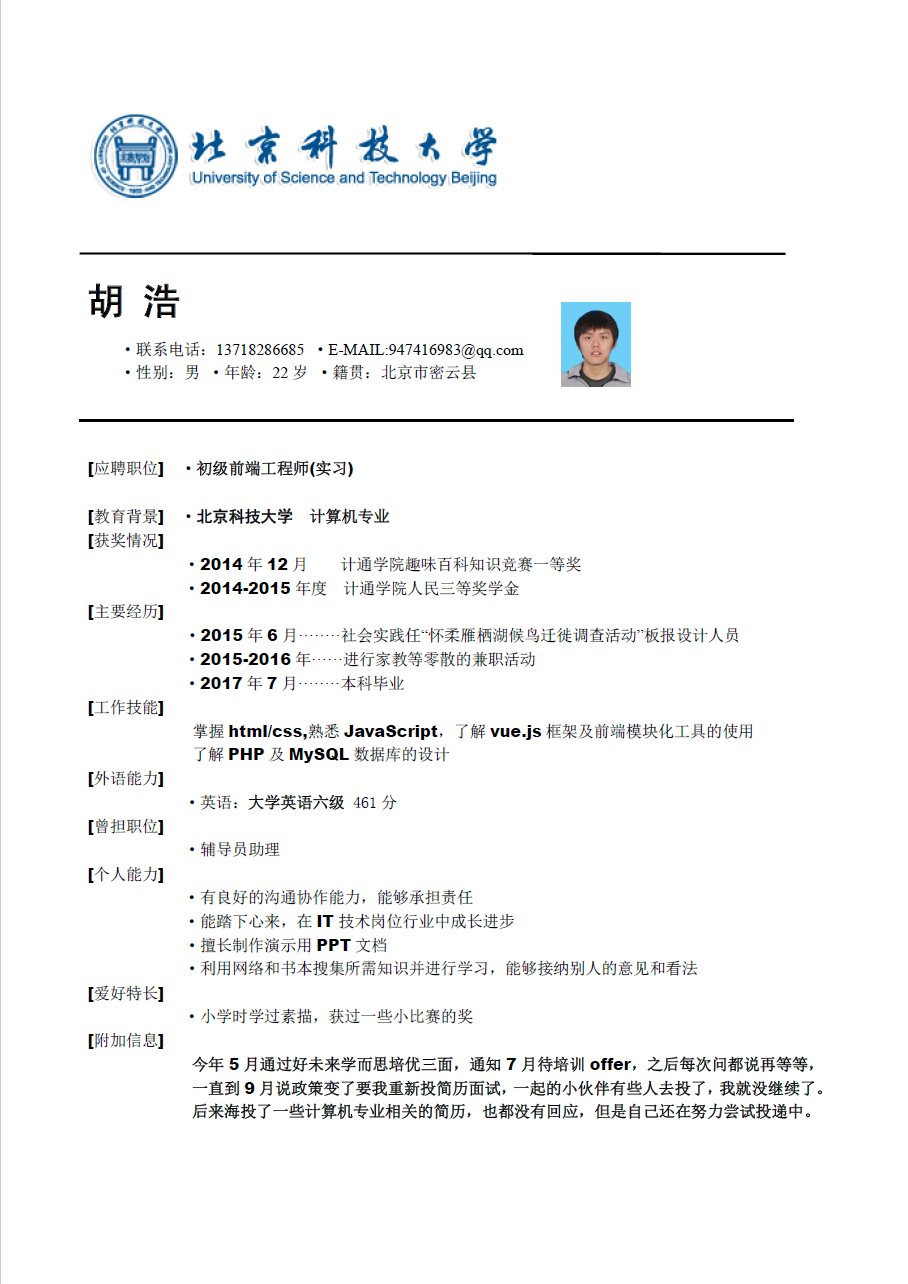 北京科技大学
University of Science and Technology Beijing
胡 浩
·联系电话：13718286685 ·E-MAIL:947416983@qq.com
·性别：男 ·年龄：22 岁 ·籍贯：北京市密云县
[应聘职位] ·初级前端工程师(实习)
[教育背景] ·北京科技大学 计算机专业
[获奖情况]
·2014 年 12 月 计通学院趣味百科知识竞赛一等奖
·2014-2015 年度 计通学院人民三等奖学金
[主要经历]
·2015 年 6 月········社会实践任“怀柔雁栖湖候鸟迁徙调查活动”板报设计人员
·2015-2016 年······进行家教等零散的兼职活动
·2017 年 7 月········本科毕业
[工作技能]
掌握 html/css,熟悉 JavaScript，了解 vue.js 框架及前端模块化工具的使用
了解 PHP 及 MySQL 数据库的设计
[外语能力]
·英语：大学英语六级 461 分
[曾担职位]
·辅导员助理
[个人能力]
·有良好的沟通协作能力，能够承担责任
·能踏下心来，在 IT 技术岗位行业中成长进步
·擅长制作演示用 PPT 文档
·利用网络和书本搜集所需知识并进行学习，能够接纳别人的意见和看法
[爱好特长]
·小学时学过素描，获过一些小比赛的奖
[附加信息]
今年 5 月通过好未来学而思培优三面，通知 7 月待培训 offer，之后每次问都说再等等，
一直到 9 月说政策变了要我重新投简历面试，一起的小伙伴有些人去投了，我就没继续了。
后来海投了一些计算机专业相关的简历，也都没有回应，但是自己还在努力尝试投递中。